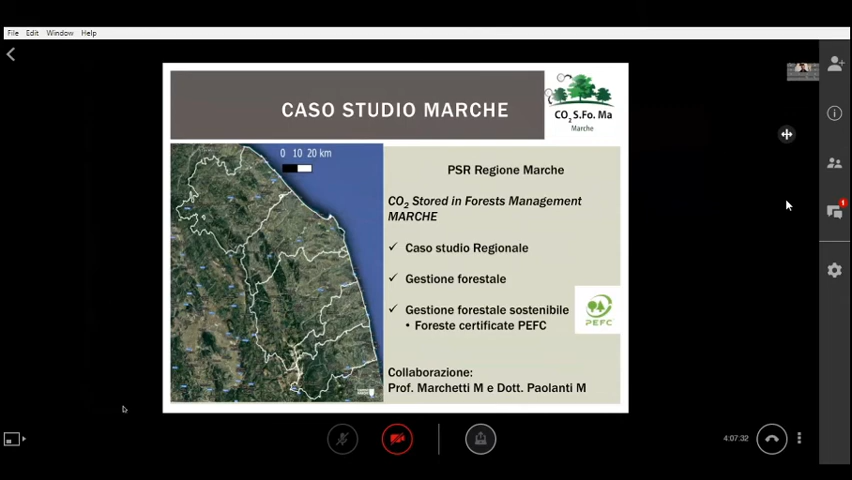 File Edit Window Help
CASO STUDIO MARCHE
CO2 S.Fo.Ma
Marche
0 10 20 km
PSR Regione Marche
CO2 Stored in Forests Management
MARCHE
✓ Caso studio Regionale
✓ Gestione forestale
✓ Gestione forestale sostenibile
• Foreste certificate PEFC
PEFC
Collaborazione:
Prof. Marchetti M e Dott. Paolanti M
1
4:07:32